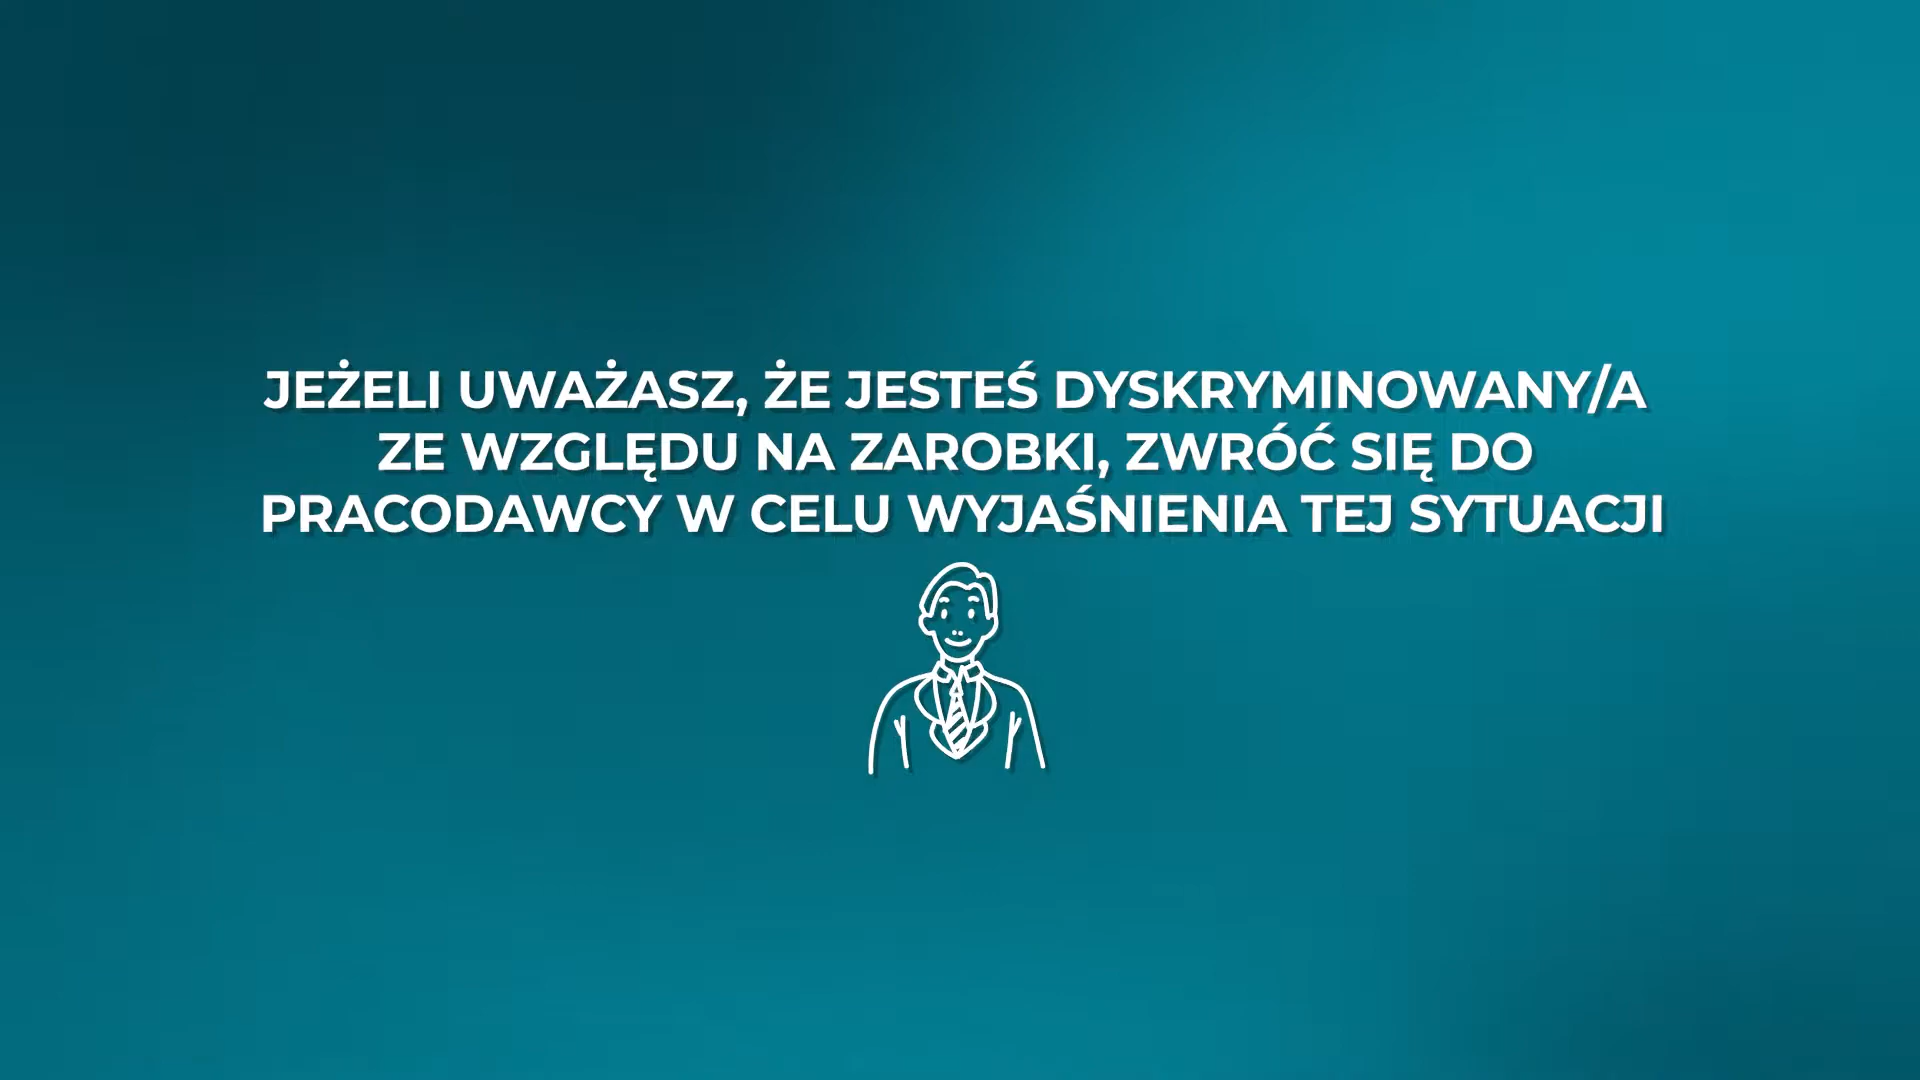 JEŻELI UWAŻASZ, ŻE JESTEŚ DYSKRYMINOWANY/A
ZE WZGLĘDU NA ZAROBKI, ZWRÓĆ SIĘ DO
PRACODAWCY W CELU WYJAŚNIENIA TEJ SYTUACJI